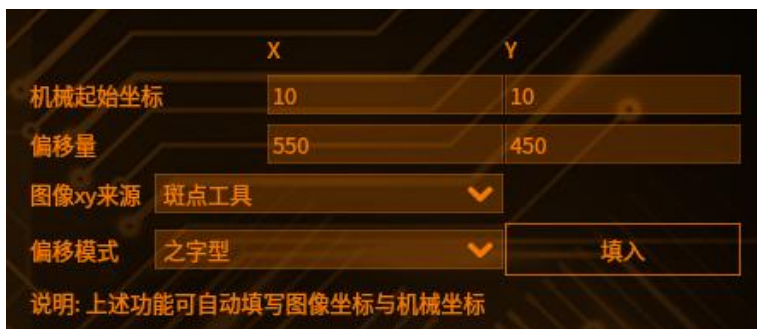 X Y
机械起始坐标 10 10
偏移量 550 450
图像xy来源 斑点工具
偏移模式 之字型 填入
说明: 上述功能可自动填写图像坐标与机械坐标